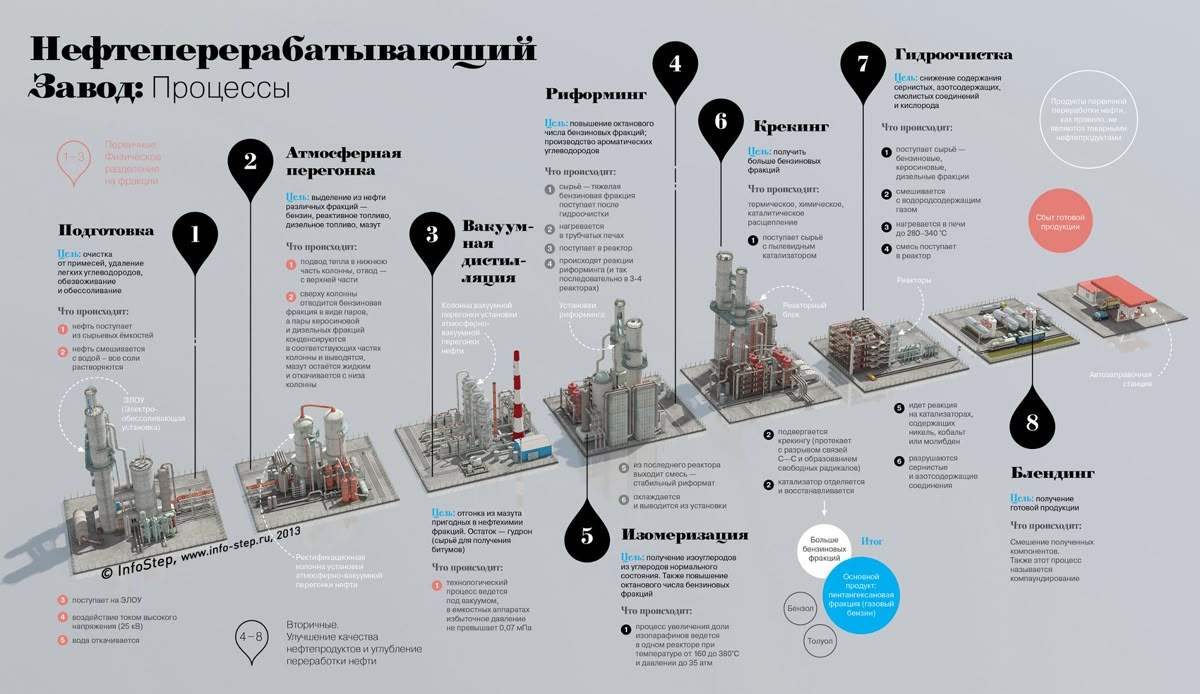 Нефтеперерабатывающий
Завод: Процессы
1–3
Первичные.
Физическое
разделение
на фракции
1
Подготовка
Цель: очистка
от примесей, удаление
легких углеводородов,
обезвоживание
и обессоливание
Что происходит:
1 нефть поступает
из сырьевых ёмкостей
2 нефть смешивается
с водой – все соли
растворяются
ЭЛОУ
(Электро-
обессоливающая
установка)
3 поступает на ЭЛОУ
4 воздействие током высокого
напряжения (25 кВ)
5 вода откачивается
2
Атмосферная
перегонка
Цель: выделение из нефти
различных фракций —
бензин, реактивное топливо,
дизельное топливо, мазут
Что происходит:
1 подвод тепла в нижнюю
часть колонны, отвод —
с верхней части
2 сверху колонны
отводится бензиновая
фракция в виде паров,
а пары керосиновой
и дизельных фракций
конденсируются
в соответствующих частях
колонны и выводятся,
мазут остаётся жидким
и откачивается с низа
колонны
Ректификационная
колонна установки
атмосферно-вакуумной
перегонки нефти
© InfoStep, www.info-step.ru, 2013
3
Вакуум-
ная
дистил-
ляция
Колонна вакуумной
перегонки установки
атмосферно-
вакуумной
перегонки
нефти
Цель: отгонка из мазута
пригодных в нефтехимии
фракций. Остаток — гудрон
(сырьё для получения
битумов)
Что происходит:
1 технологический
процесс ведется
под вакуумом,
в емкостных аппаратах
избыточное давление
не превышает 0,07 мПа
4–8
Вторичные.
Улучшение качества
нефтепродуктов и углубление
переработки нефти
4
Риформинг
Цель: повышение октанового
числа бензиновых фракций;
производство ароматических
углеводородов
Что происходит:
1 сырьё — тяжелая
бензиновая фракция
поступает после
гидроочистки
2 нагревается
в трубчатых печах
3 поступает в реактор
4 происходят реакции
риформинга (и так
последовательно в 3-4
реакторах)
Установки
риформинга
5 из последнего реактора
выходит смесь —
стабильный риформат
6 охлаждается
и выводится из установки
5
Изомеризация
Цель: получение изоуглеродов
из углеродов нормального
состояния. Также повышение
октанового числа бензиновых
фракций
Что происходит:
1 процесс увеличения доли
изопарафинов ведется
в одном реакторе при
температуре от 160 до 380°C
и давлении до 35 атм
6
Крекинг
Цель: получить
больше бензиновых
фракций
Что происходит:
термическое, химическое,
каталитическое
расщепление
1 поступает сырьё
с пылевидным
катализатором
Реакторный
блок
2 подвергается
крекингу (протекает
с разрывом связей
С—С и образованием
свободных радикалов)
2 катализатор отделяется
и восстанавливается
Больше
бензиновых
фракций
Итог
Основной
продукт:
пентангексановая
фракция (газовый
бензин)
Бензол
Толуол
7
Гидроочистка
Цель: снижение содержания
сернистых, азотсодержащих,
смолистых соединений
и кислорода
Что происходит:
1 поступает сырьё —
бензиновые,
керосиновые,
дизельные фракции
2 смешивается
с водородсодержащим
газом
3 нагревается в печи
до 280–340 °C
4 смесь поступает
в реактор
Реакторы
5 идет реакция
на катализаторах,
содержащих
никель, кобальт
или молибден
6 разрушаются
сернистые
и азотсодержащие
соединения
Продукты первичной
переработки нефти,
как правило, не
являются товарными
нефтепродуктами
Сбыт готовой
продукции
Автозаправочная
станция
8
Блендинг
Цель: получение
готовой продукции
Что происходит:
Смешение полученных
компонентов.
Также этот процесс
называется
компаундирование